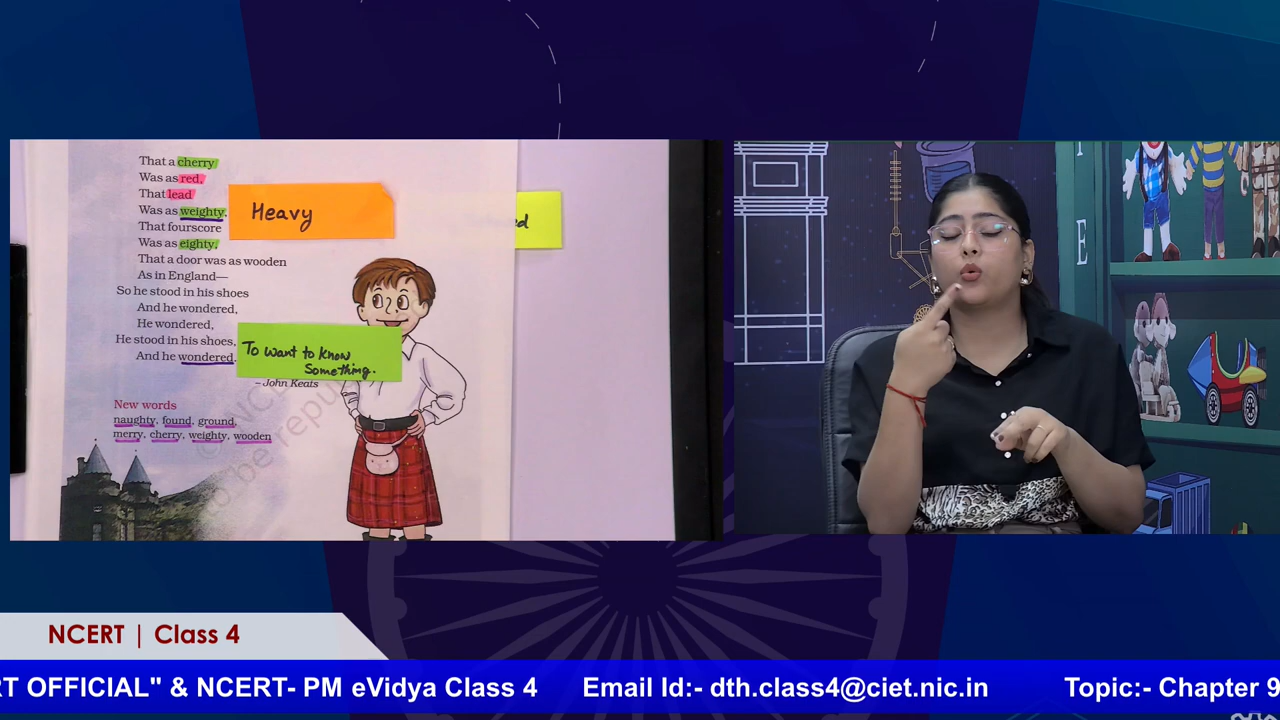 That a cherry
Was as red,
That lead
Was as weighty,
That fourscore
Was as eighty,
That a door was as wooden
As in England—
So he stood in his shoes
And he wondered,
He wondered,
He stood in his shoes,
And he wondered.
– John Keats
Heavy
ed
To want to know
Something.
New words
naughty, found, ground,
merry, cherry, weighty, wooden
E
NCERT | Class 4
RT OFFICIAL" & NCERT- PM eVidya Class 4 Email Id:- dth.class4@ciet.nic.in Topic:- Chapter 9